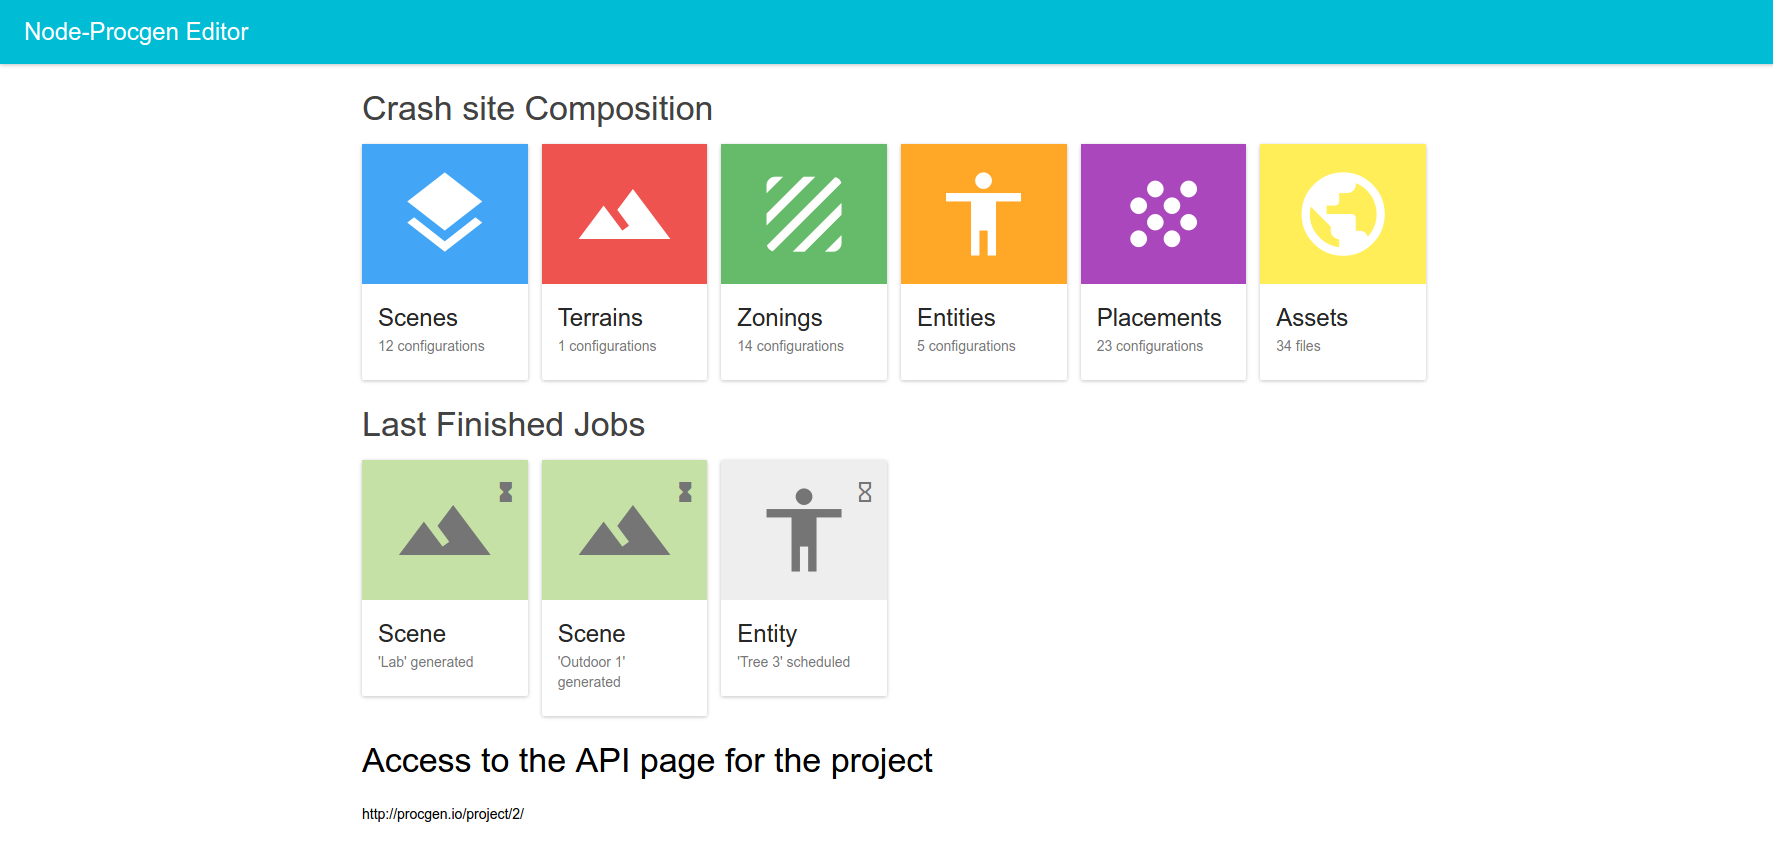 Node-Procgen Editor
Crash site Composition
Scenes
12 configurations
Terrains
1 configurations
Zonings
14 configurations
Entities
5 configurations
Placements
23 configurations
Assets
34 files
Last Finished Jobs
Scene
'Lab' generated
Scene
'Outdoor 1'
generated
Entity
'Tree 3' scheduled
Access to the API page for the project
http://procgen.io/project/2/